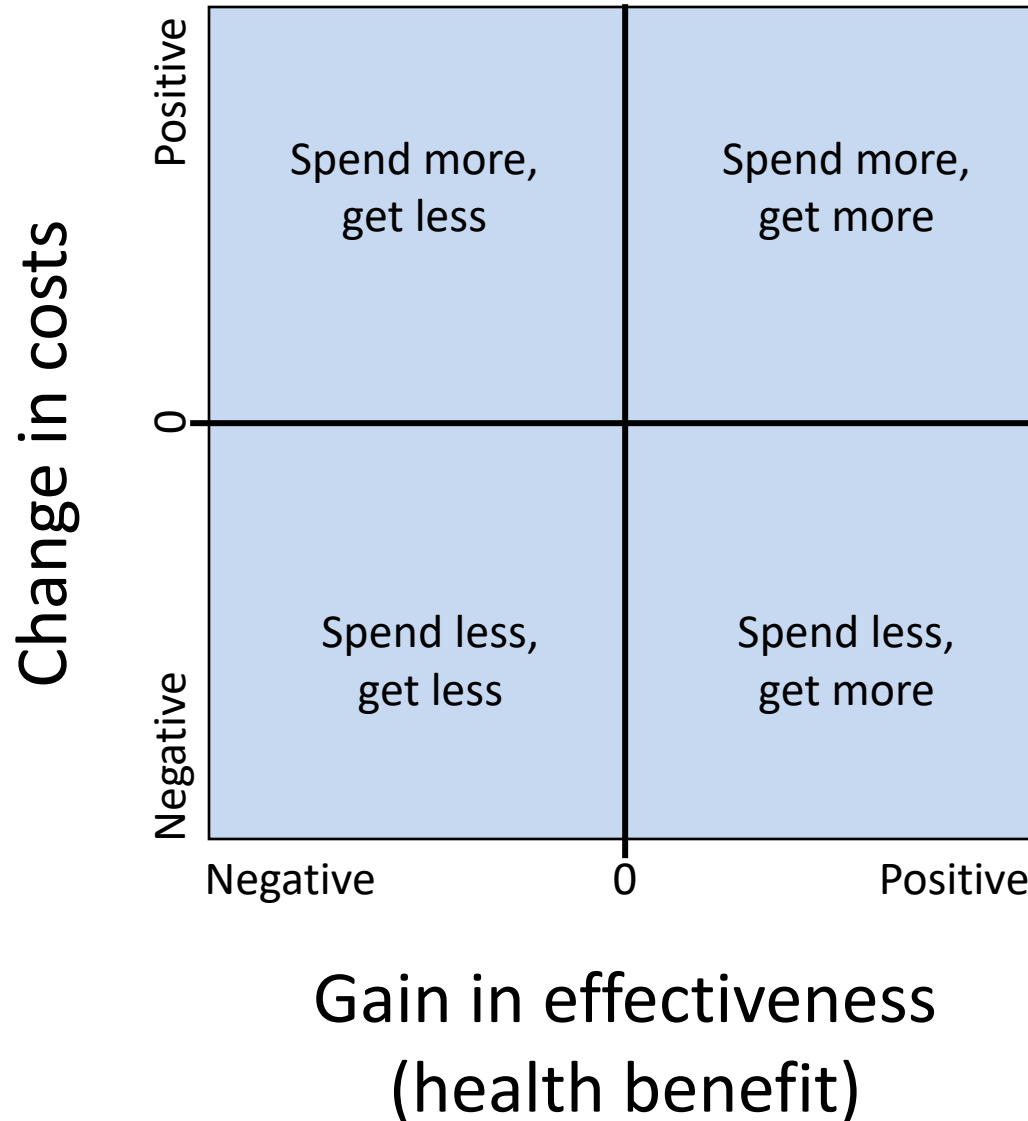 Change in costs
Positive
0
Negative
Spend more,
get less
Spend more,
get more
Spend less,
get less
Spend less,
get more
Negative
0
Positive
Gain in effectiveness
(health benefit)